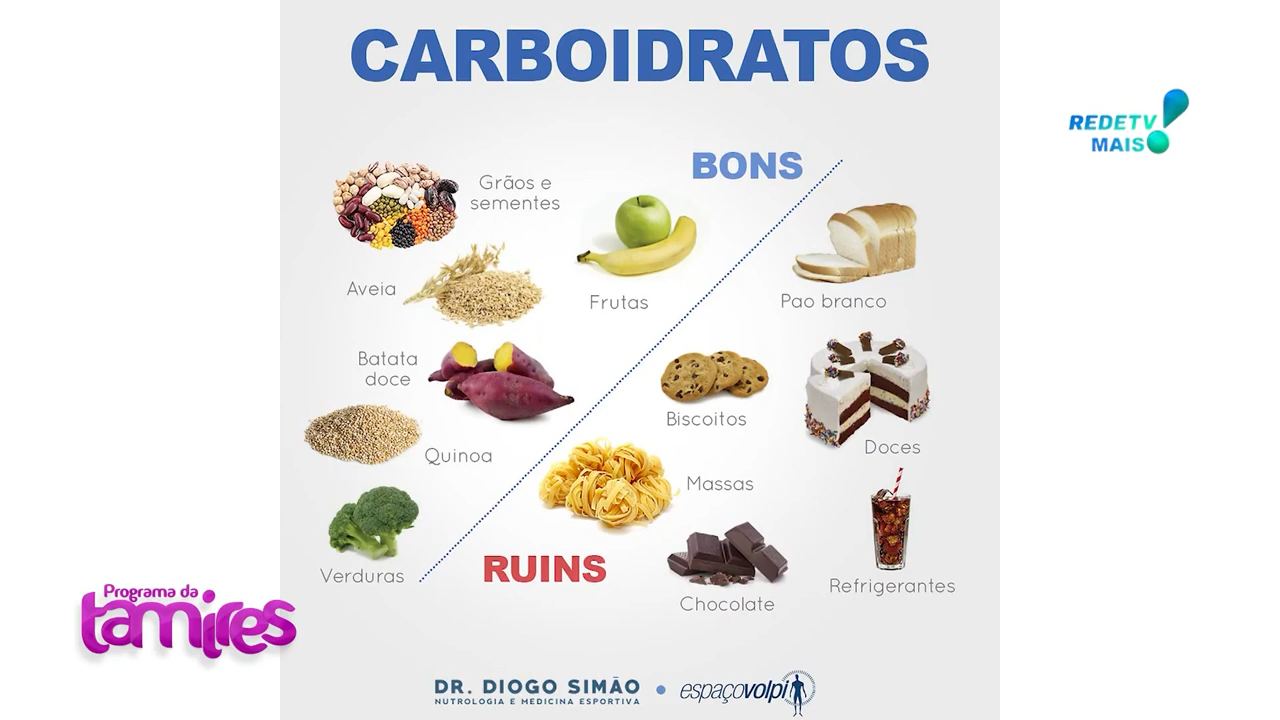 CARBOIDRATOS
REDETV
MAIS
BONS
Grãos e
sementes
Aveia
Frutas
Pao branco
Batata
doce
Biscoitos
Doces
Quinoa
Massas
Verduras
RUINS
Chocolate
Refrigerantes
Programa da
tamires
DR. DIOGO SIMÃO
NUTROLOGIA E MEDICINA ESPORTIVA
espaçovolpi